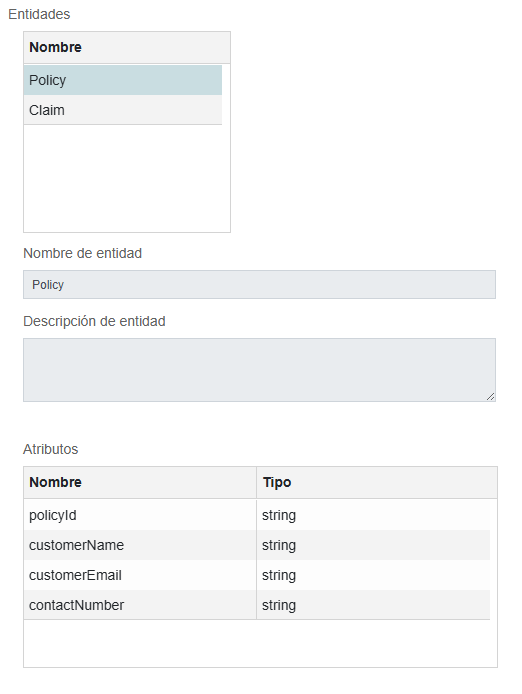 Entidades
Nombre
Policy
Claim
Nombre de entidad
Policy
Descripción de entidad
Atributos
Nombre Tipo
policyId string
customerName string
customerEmail string
contactNumber string